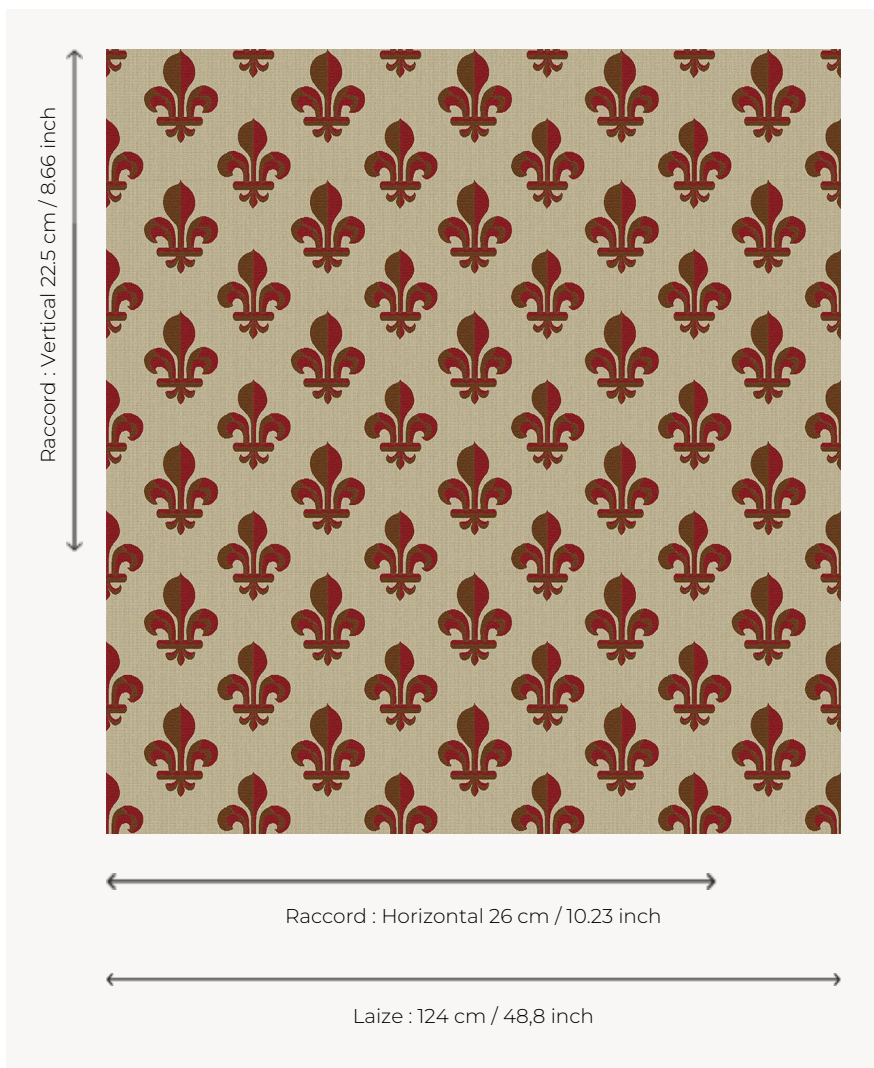 Raccord : Vertical 22.5 cm / 8.66 inch
Raccord : Horizontal 26 cm / 10.23 inch
Laize : 124 cm / 48,8 inch